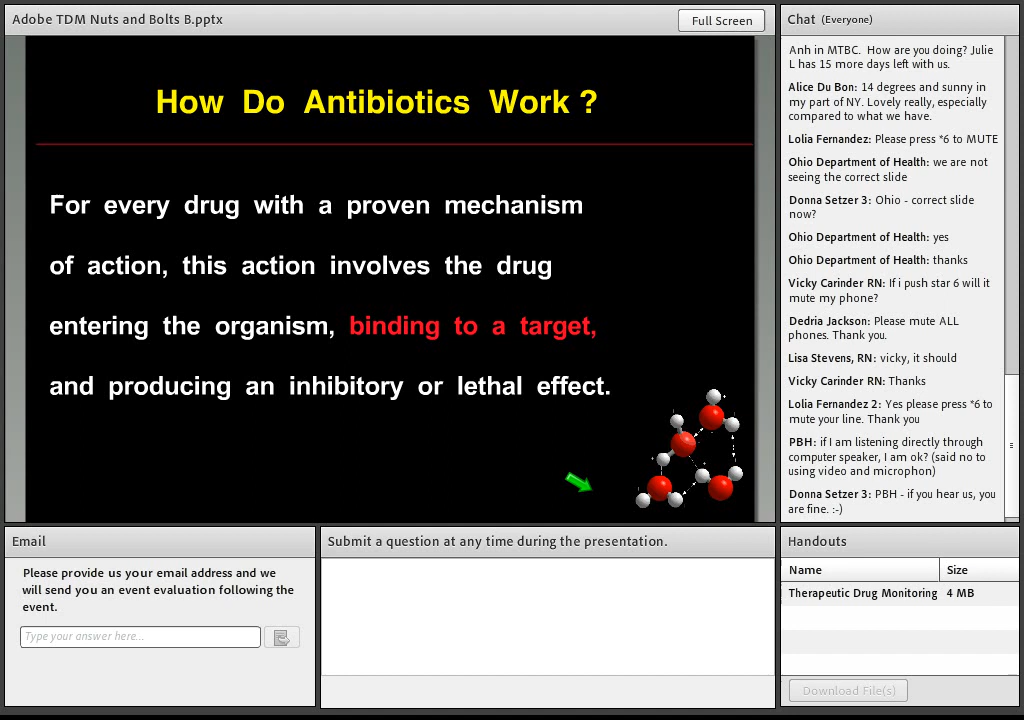 Adobe TDM Nuts and Bolts B.pptx
Full Screen
How Do Antibiotics Work ?
For every drug with a proven mechanism
of action, this action involves the drug
entering the organism, binding to a target,
and producing an inhibitory or lethal effect.
Chat (Everyone)
Anh in MTBC. How are you doing? Julie
L has 15 more days left with us.
Alice Du Bon: 14 degrees and sunny in
my part of NY. Lovely really, especially
compared to what we have.
Lolia Fernandez: Please press *6 to MUTE
Ohio Department of Health: we are not
seeing the correct slide
Donna Setzer 3: Ohio - correct slide
now?
Ohio Department of Health: yes
Ohio Department of Health: thanks
Vicky Carinder RN: If i push star 6 will it
mute my phone?
Dedria Jackson: Please mute ALL
phones. Thank you.
Lisa Stevens, RN: vicky, it should
Vicky Carinder RN: Thanks
Lolia Fernandez 2: Yes please press *6 to
mute your line. Thank you
PBH: if I am listening directly through
computer speaker, I am ok? (said no to
using video and microphon)
Donna Setzer 3: PBH - if you hear us, you
are fine. :-)
Email
Please provide us your email address and we
will send you an event evaluation following the
event.
Type your answer here...
Submit a question at any time during the presentation.
Handouts
Name Size
Therapeutic Drug Monitoring 4 MB
Download File(s)